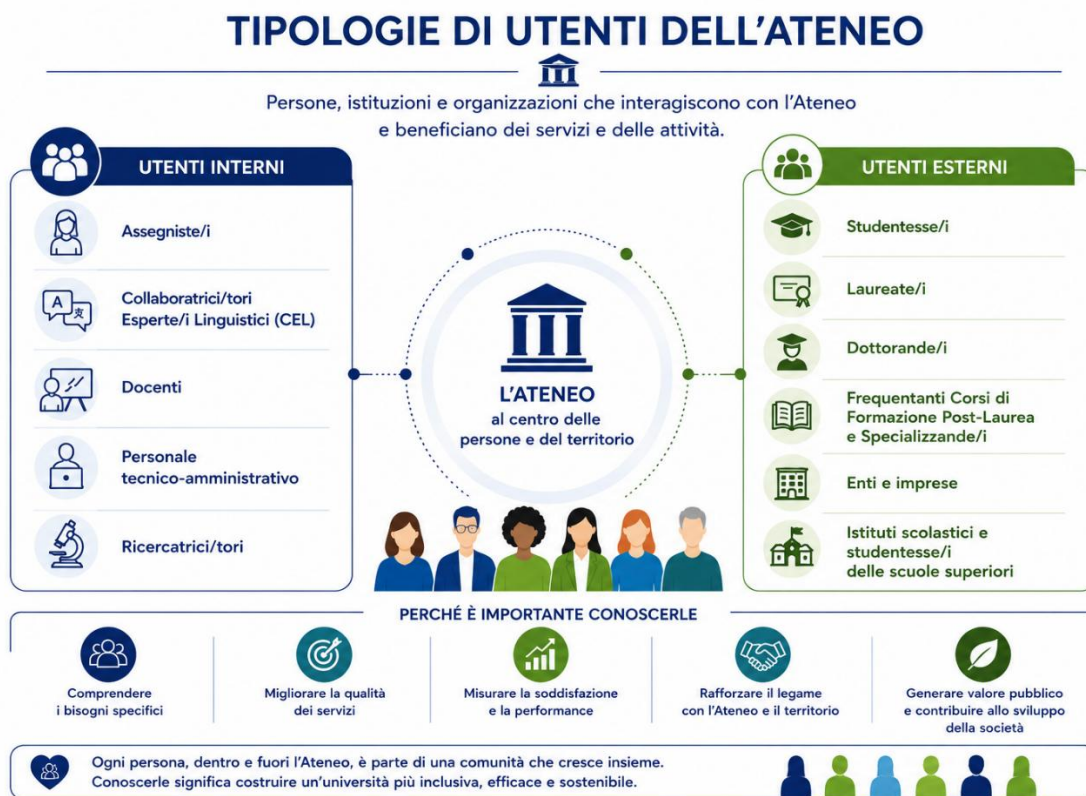 TIPOLOGIE DI UTENTI DELL'ATENEO
Persone, istituzioni e organizzazioni che interagiscono con l'Ateneo
e beneficiano dei servizi e delle attività.
UTENTI INTERNI
Assegniste/i
A
Collaboratrici/tori
Esperte/i Linguistici (CEL)
Docenti
Personale
tecnico-amministrativo
Ricercatrici/tori
L'ATENEO
al centro delle
persone e del territorio
UTENTI ESTERNI
Studentesse/i
Laureate/i
Dottorande/i
Frequentanti Corsi di
Formazione Post-Laurea
e Specializzande/i
Enti e imprese
Istituti scolastici e
studentesse/i
delle scuole superiori
PERCHÉ È IMPORTANTE CONOSCERLE
Comprendere
i bisogni specifici
Migliorare la qualità
dei servizi
Misurare la soddisfazione
e la performance
Rafforzare il legame
con l'Ateneo e il territorio
Generare valore pubblico
e contribuire allo sviluppo
della società
Ogni persona, dentro e fuori l'Ateneo, è parte di una comunità che cresce insieme.
Conoscerle significa costruire un'università più inclusiva, efficace e sostenibile.